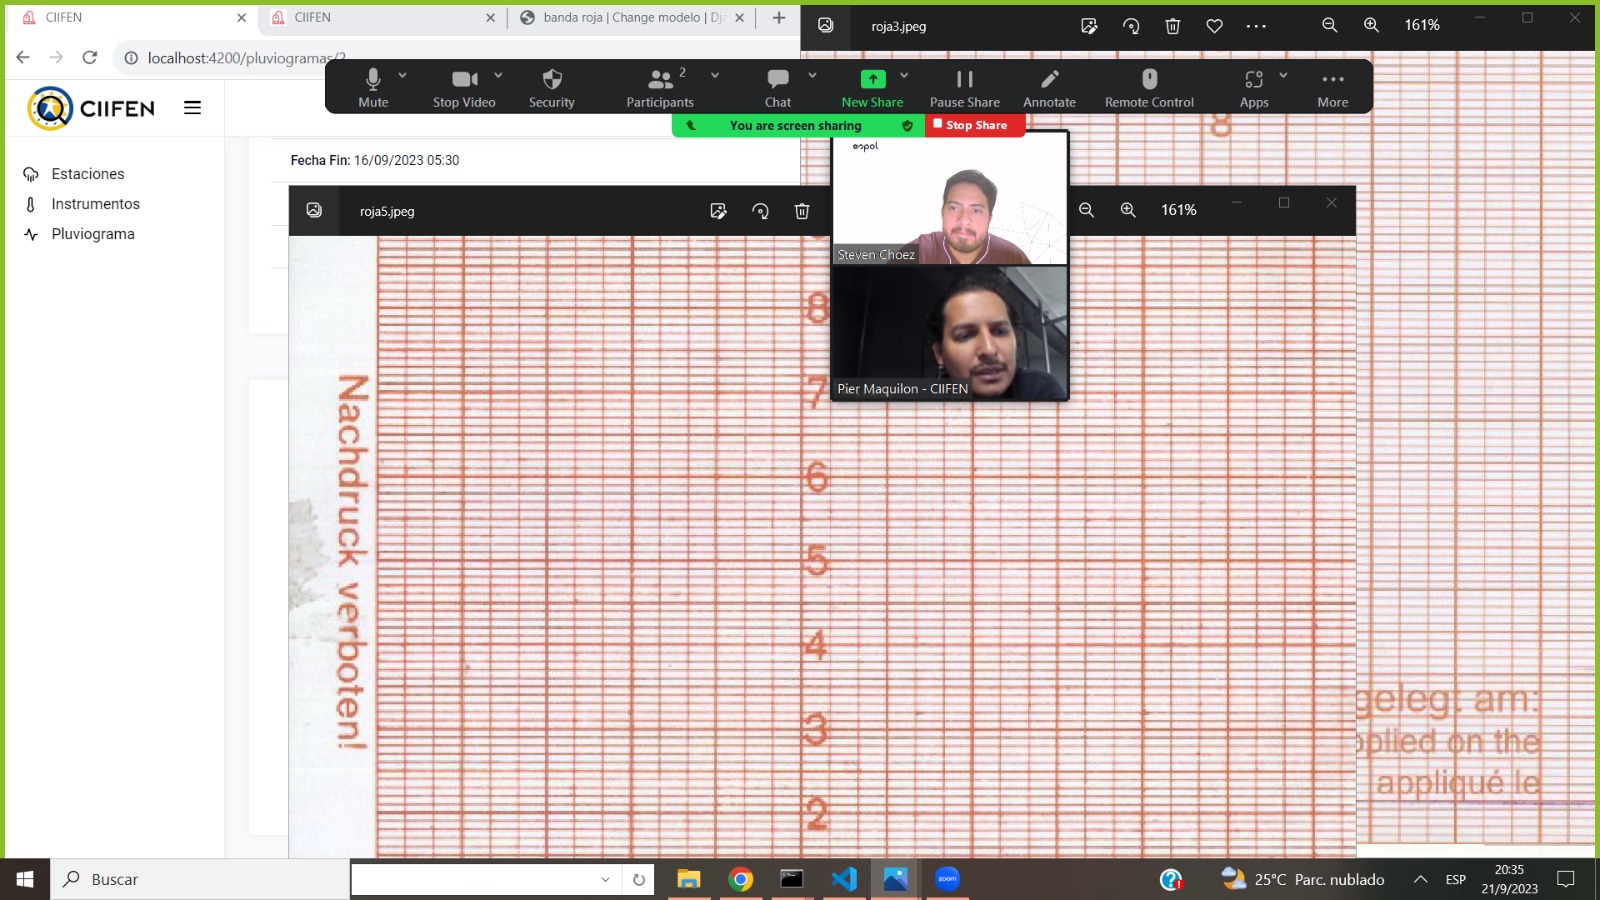 CIIFEN
CIIFEN
banda roja | Change modelo | Dj
localhost:4200/pluviogramas/2
roja3.jpeg
161%
Mute
Stop Video
Security
Participants
2
Chat
New Share
Pause Share
Annotate
Remote Control
Apps
More
You are screen sharing
Stop Share
CIIFEN
Estaciones
Instrumentos
Pluviograma
Fecha Fin: 16/09/2023 05:30
roja5.jpeg
161%
espol
Steven Choez
Pier Maquilon - CIIFEN
8
8
7
6
5
4
3
2
Nachdruck verboten!
geleg: am:
pplied on the
appliqué le
Buscar
zoom
25°C Parc. nublado
ESP
20:35
21/9/2023